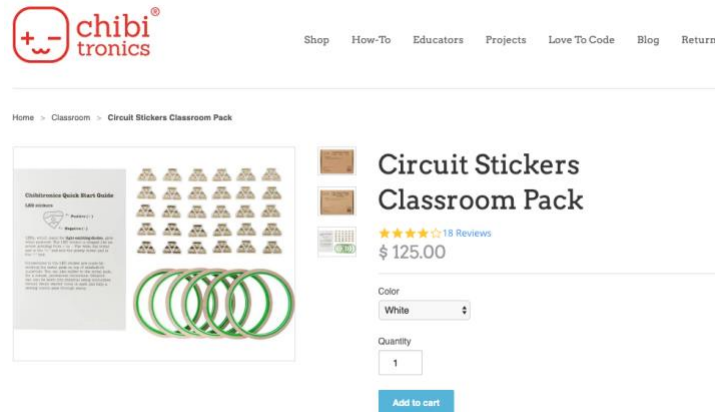 chibi®
tronics
Shop How-To Educators Projects Love To Code Blog Return
Home > Classroom > Circuit Stickers Classroom Pack
Chibitronics Quick Start Guide
LED stickers
Circuit Stickers
Classroom Pack
18 Reviews
$ 125.00
Color
White
Quantity
1
Add to cart